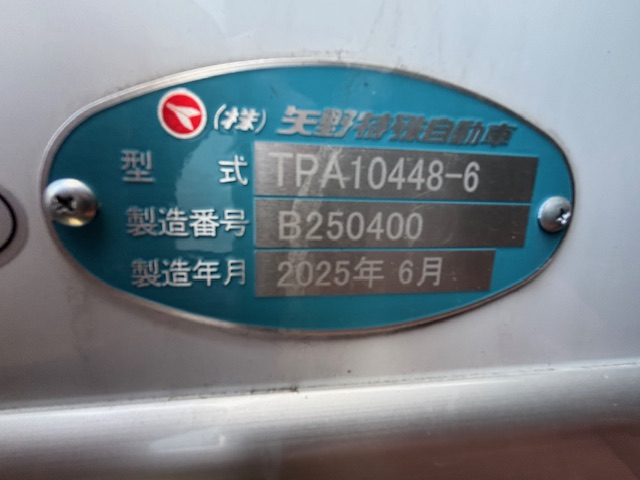 (株) 矢野特殊自動車
型 式 TPA10448-6
製造番号 B250400
製造年月 2025年 6月